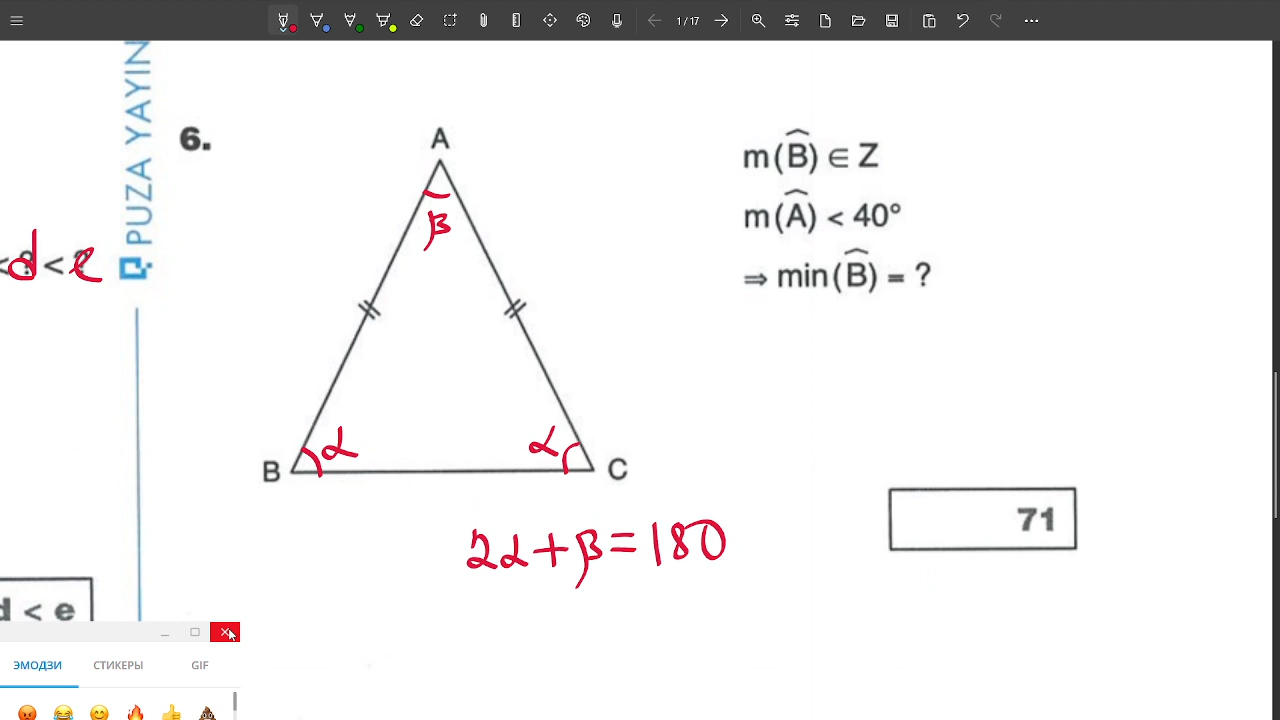 1/17
PUZA YAYIN
6.
A
β
m(B̂) ∈ Z
m(Â) < 40°
⇒ min(B̂) = ?
< ? < ?
d e
α
α
B
C
2α+β=180
71
d < e
ЭМОДЗИ
СТИКЕРЫ
GIF